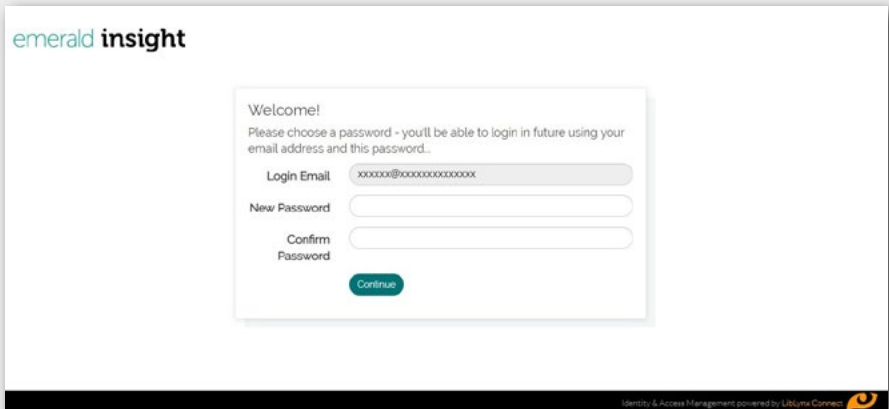 emerald insight
Welcome!
Please choose a password - you'll be able to login in future using your
email address and this password...
Login Email
xxxxxx@xxxxxxxxxxxxxx
New Password
Confirm
Password
Continue
Identity & Access Management powered by LibLynx Connect